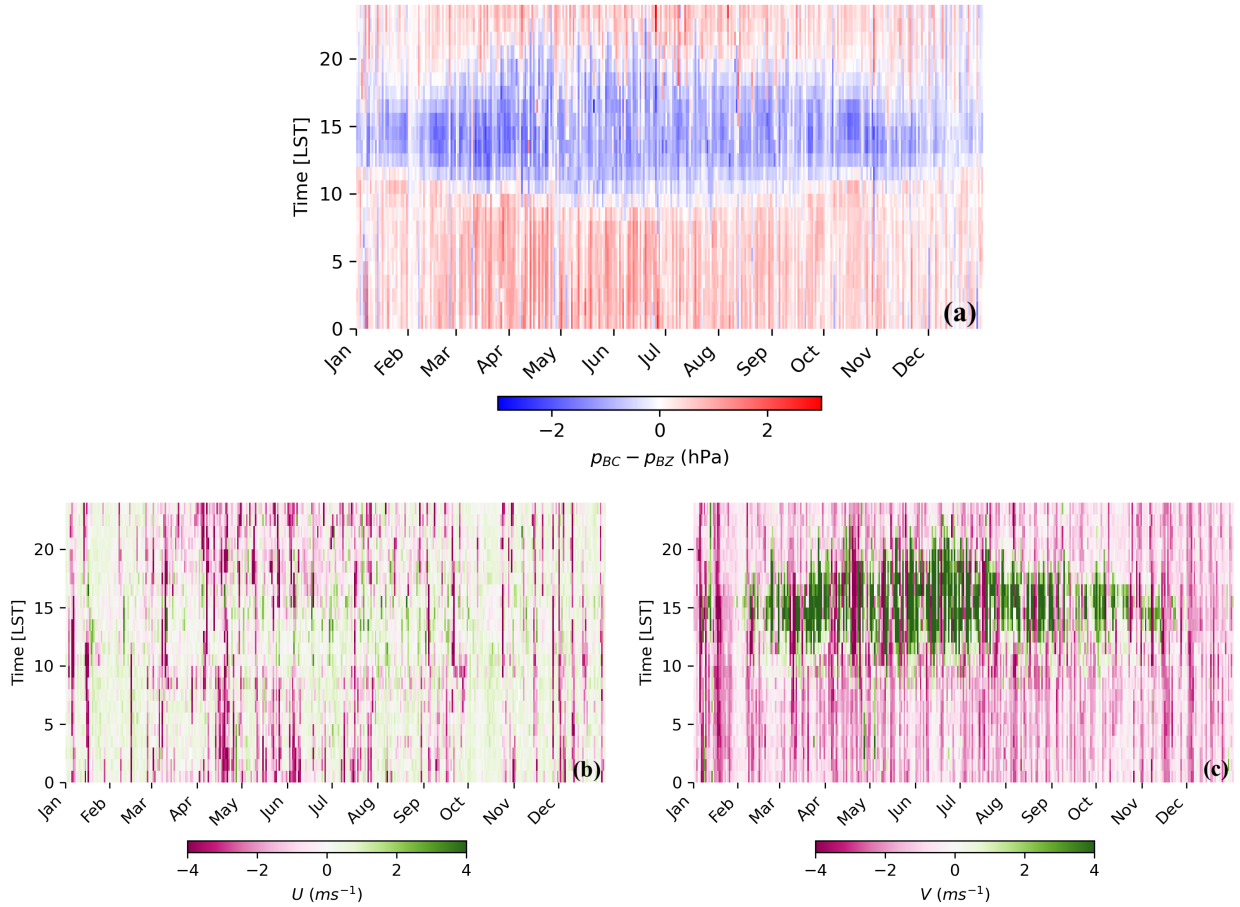 20
15
10
5
0
Time [LST]
Jan Feb Mar Apr May Jun Jul Aug Sep Oct Nov Dec
(a)
−2 0 2
p_BC − p_BZ (hPa)
20
15
10
5
0
Time [LST]
Jan Feb Mar Apr May Jun Jul Aug Sep Oct Nov Dec
(b)
−4 −2 0 2 4
U (ms⁻¹)
20
15
10
5
0
Time [LST]
Jan Feb Mar Apr May Jun Jul Aug Sep Oct Nov Dec
(c)
−4 −2 0 2 4
V (ms⁻¹)